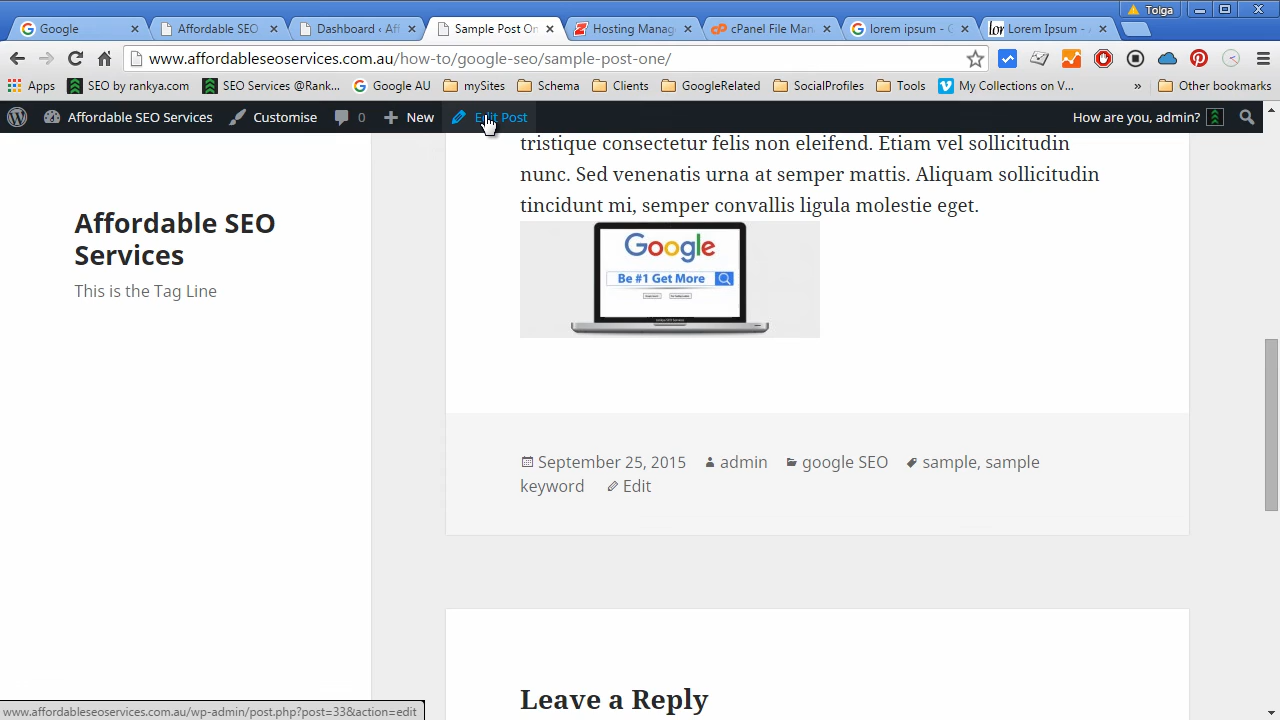 Tolga
Google
Affordable SEO
Dashboard ‹ Aff
Sample Post On
Hosting Manag
cPanel File Man
lorem ipsum - G
Lorem Ipsum - A
www.affordableseoservices.com.au/how-to/google-seo/sample-post-one/
Apps
SEO by rankya.com
SEOServices @Rank...
Google AU
mySites
Schema
Clients
GoogleRelated
SocialProfiles
Tools
My Collections on V...
»
Other bookmarks
Affordable SEO Services
Customise
0
New
Edit Post
How are you, admin?
tristique consectetur felis non eleifend. Etiam vel sollicitudin
nunc. Sed venenatis urna at semper mattis. Aliquam sollicitudin
tincidunt mi, semper convallis ligula molestie eget.
Affordable SEO
Services
This is the Tag Line
Google
Be #1 Get More
September 25, 2015 admin google SEO sample, sample
keyword Edit
Leave a Reply
www.affordableseoservices.com.au/wp-admin/post.php?post=33&action=edit